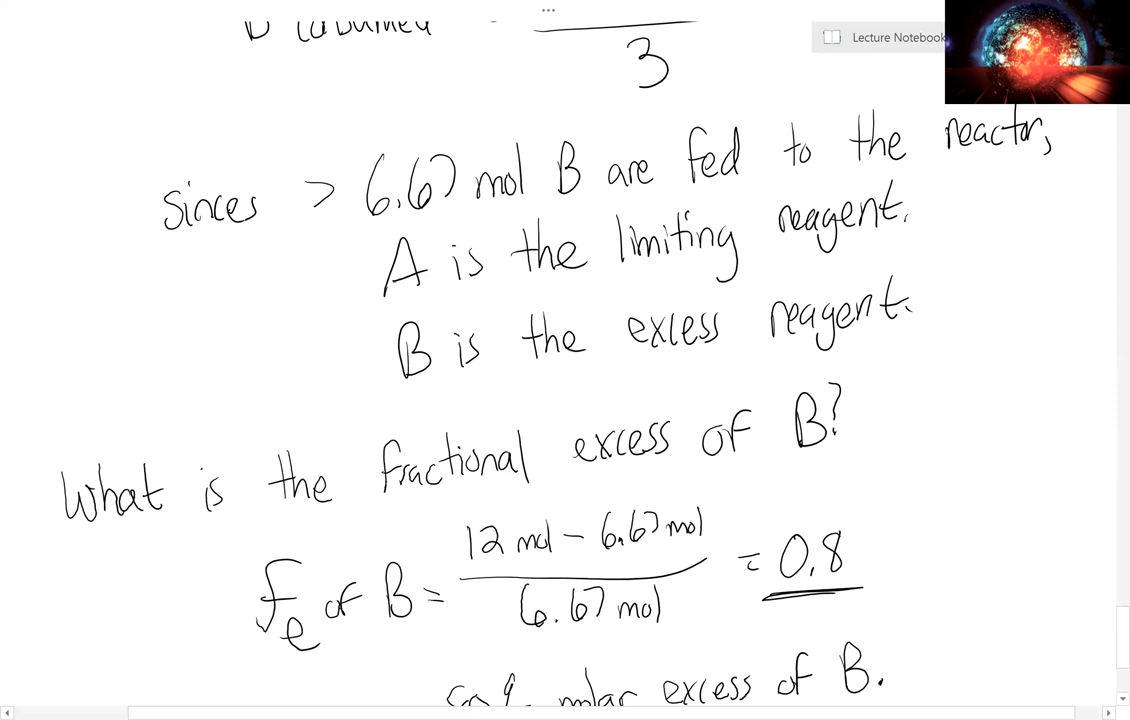 Lecture Notebook
3
sinces > 6.67 mol B are fed to the reactor,
A is the limiting reagent.
B is the excess reagent.
What is the fractional excess of B?
fe of B = 12 mol - 6.67 mol / 6.67 mol = 0.8
molar excess of B.